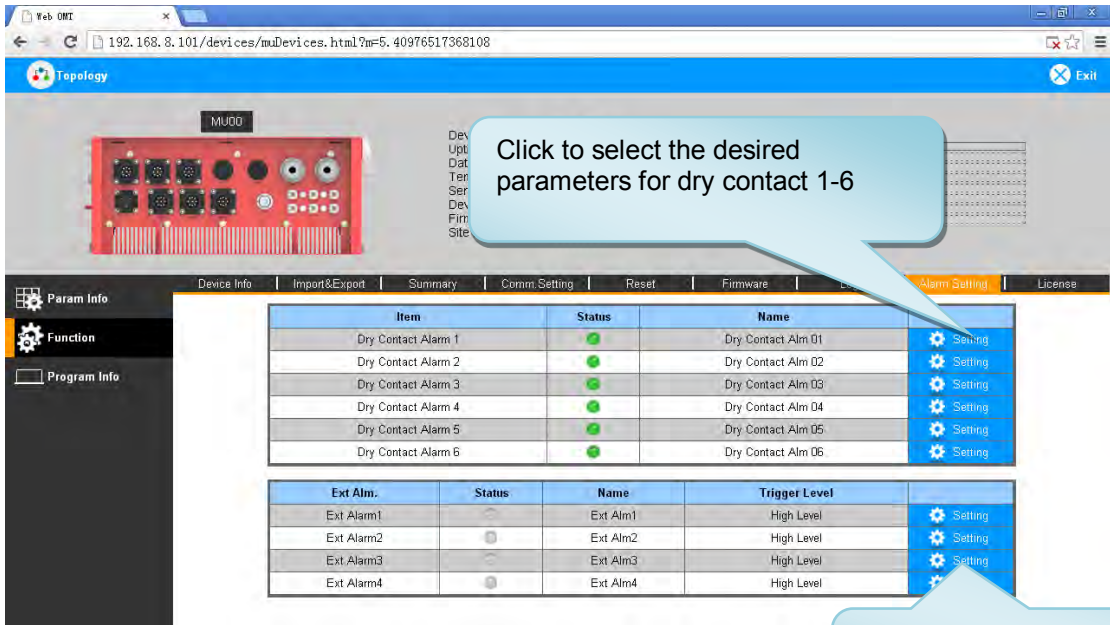 Web OMT
192.168.8.101/devices/muDevices.html?m=5.40976517368108
Topology
Exit
MU00
Click to select the desired
parameters for dry contact 1-6
Param Info
Function
Program Info
Device Info Import&Export Summary Comm.Setting Reset Firmware Alarm Setting License
Item Status Name
Dry Contact Alarm 1 Dry Contact Alm 01 Setting
Dry Contact Alarm 2 Dry Contact Alm 02 Setting
Dry Contact Alarm 3 Dry Contact Alm 03 Setting
Dry Contact Alarm 4 Dry Contact Alm 04 Setting
Dry Contact Alarm 5 Dry Contact Alm 05 Setting
Dry Contact Alarm 6 Dry Contact Alm 06 Setting
Ext Alm. Status Name Trigger Level
Ext Alarm1 Ext Alm1 High Level Setting
Ext Alarm2 Ext Alm2 High Level Setting
Ext Alarm3 Ext Alm3 High Level Setting
Ext Alarm4 Ext Alm4 High Level